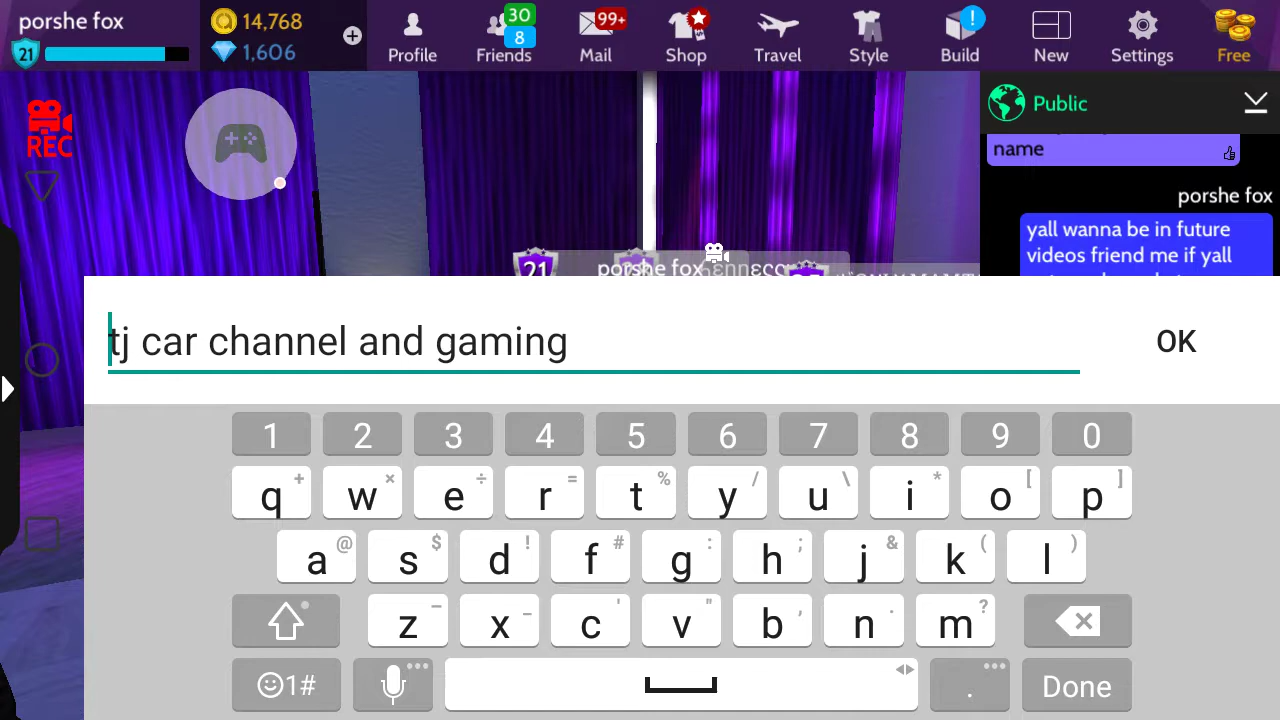 porshe fox
21
14,768
1,606
Profile
30
8
Friends
99+
Mail
Shop
Travel
Style
!
Build
New
Settings
Free
REC
Public
name
porshe fox
yall wanna be in future
videos friend me if yall
21
porshe fox
tj car channel and gaming
OK
1 2 3 4 5 6 7 8 9 0
+ × ÷ = % / \ * [ ]
q w e r t y u i o p
@ $ ! # : ; & ( )
a s d f g h j k l
– _ ' " , . ?
z x c v b n m
1# . Done